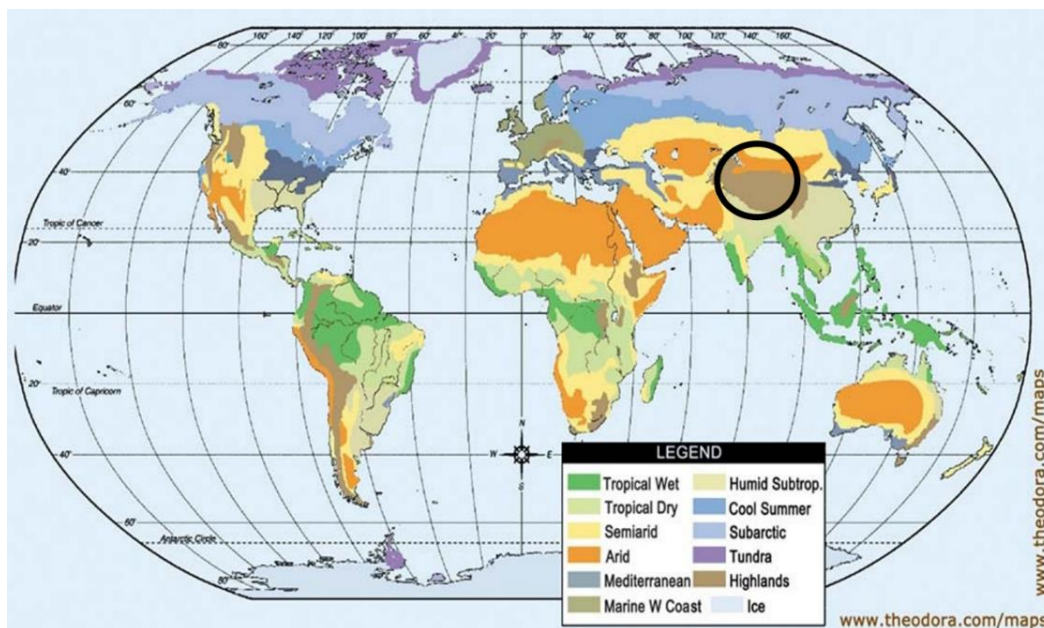 160° 140° 120° 100° 80° 60° 40° 20° 0° 20° 40° 60° 80° 100° 120° 140° 160°
80°
60°
40°
Tropic of Cancer
20°
Equator
20°
Tropic of Capricorn
40°
60°
Antarctic Circle
N
W E
S
LEGEND
Tropical Wet
Tropical Dry
Semiarid
Arid
Mediterranean
Marine W Coast
Humid Subtrop.
Cool Summer
Subarctic
Tundra
Highlands
Ice
www.theodora.com/maps
www.theodora.com/maps